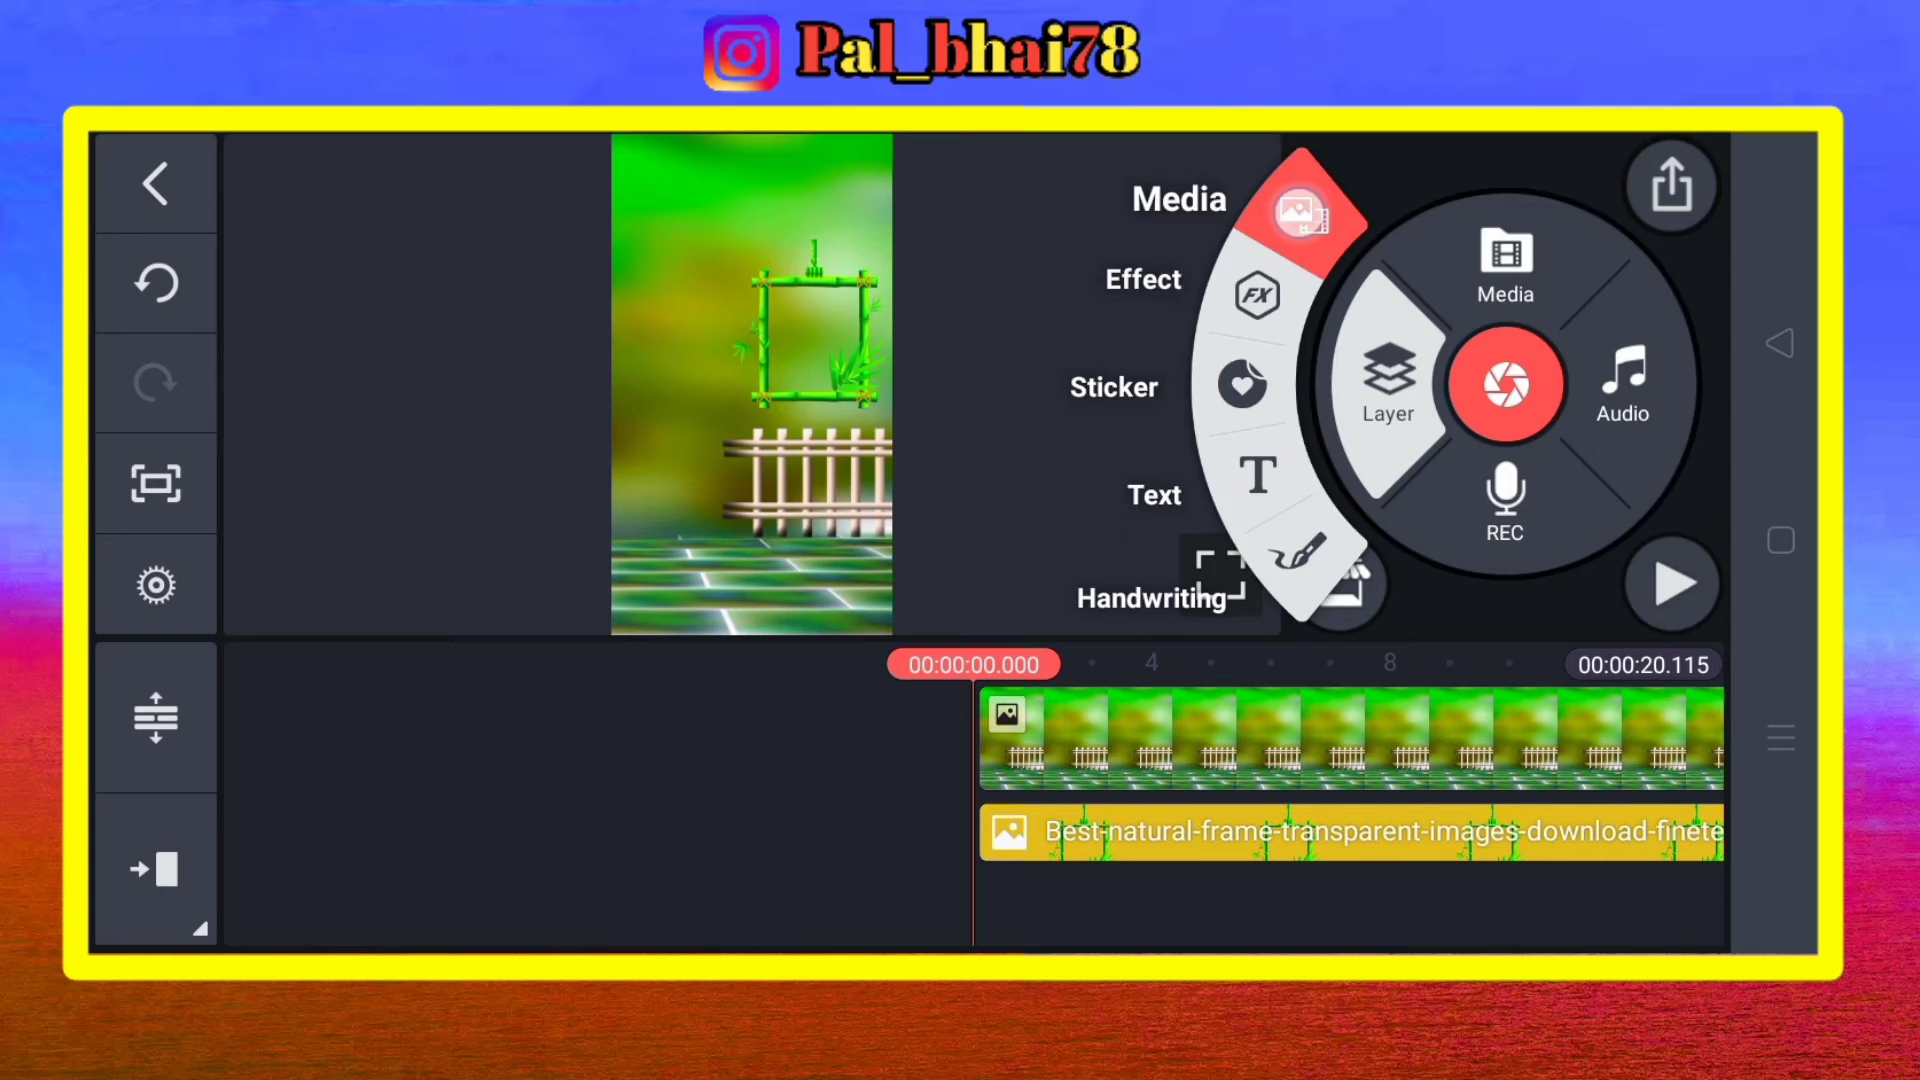 Pal_bhai78
Media
Effect
Sticker
Text
Handwriting
FX
T
Media
Layer
Audio
REC
00:00:00.000
4
8
00:00:20.115
Best-natural-frame-transparent-images-download-finete